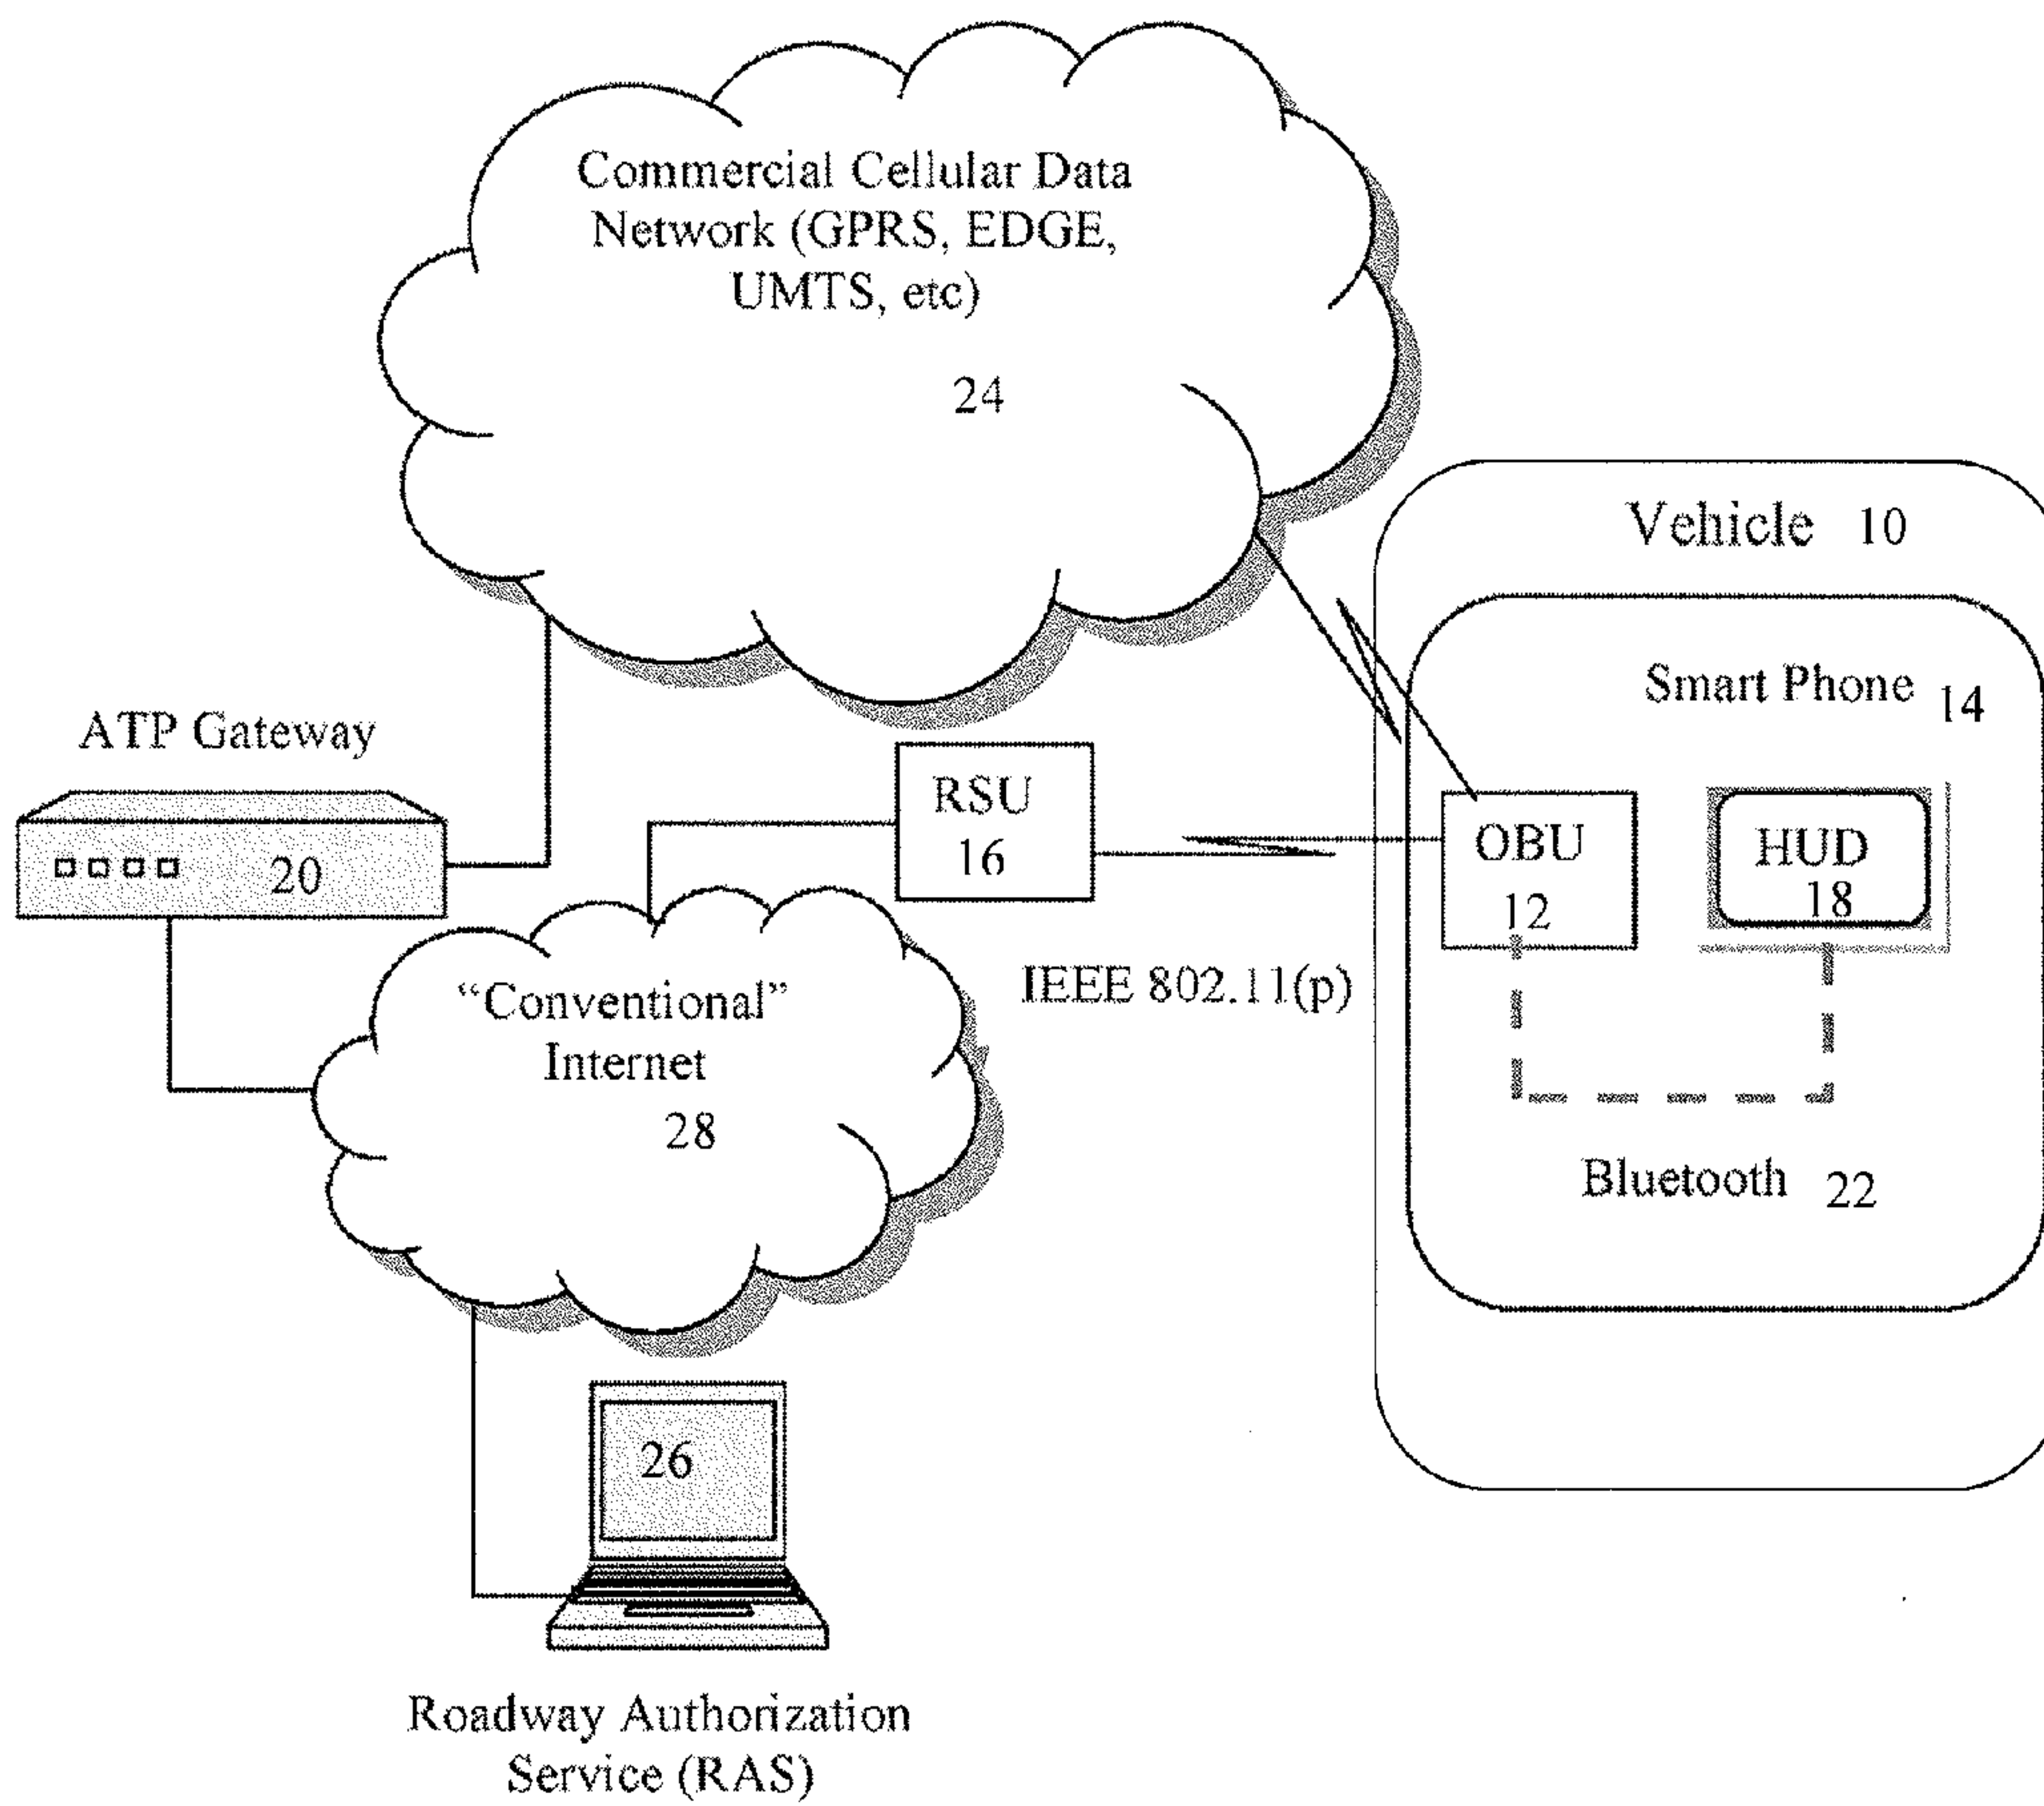 Commercial Cellular Data
Network (GPRS, EDGE,
UMTS, etc)
24
Vehicle 10
Smart Phone 14
ATP Gateway
20
RSU
16
OBU
12
HUD
18
IEEE 802.11(p)
“Conventional”
Internet
28
Bluetooth 22
26
Roadway Authorization
Service (RAS)